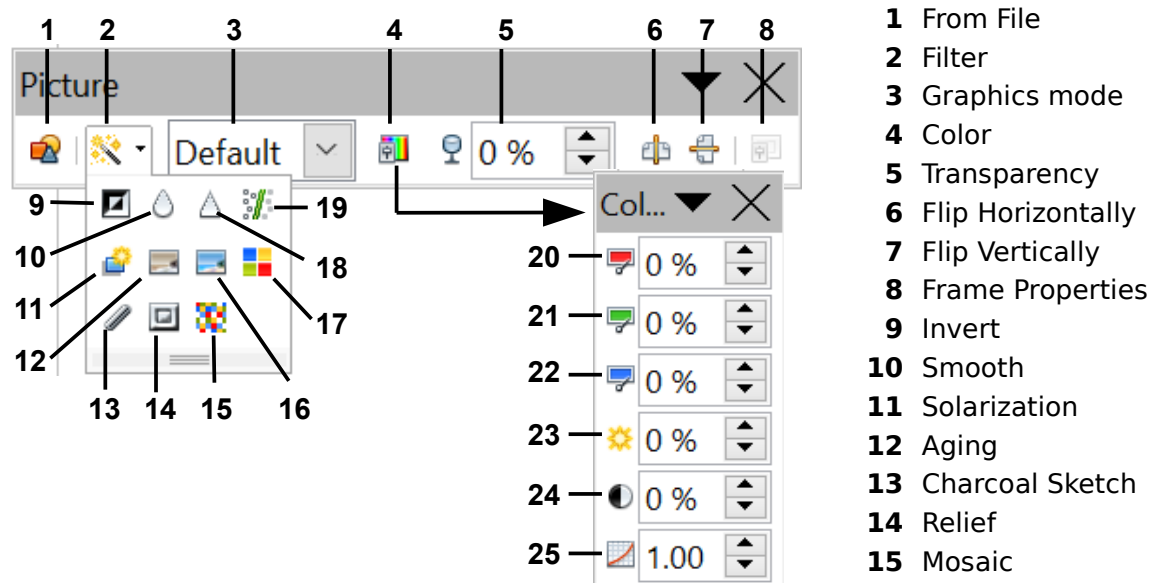 1 2 3 4 5 6 7 8
Picture
Default 0 %
9 19
10 18
11 17
12 16
13 14 15
Col...
20 0 %
21 0 %
22 0 %
23 0 %
24 0 %
25 1.00
1 From File
2 Filter
3 Graphics mode
4 Color
5 Transparency
6 Flip Horizontally
7 Flip Vertically
8 Frame Properties
9 Invert
10 Smooth
11 Solarization
12 Aging
13 Charcoal Sketch
14 Relief
15 Mosaic